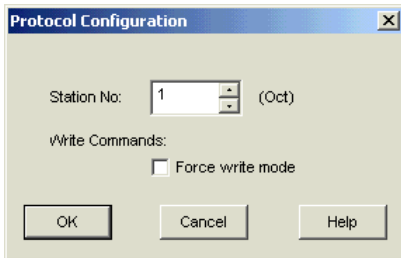 Protocol Configuration
Station No: 1 (Oct)
Write Commands:
Force write mode
OK Cancel Help